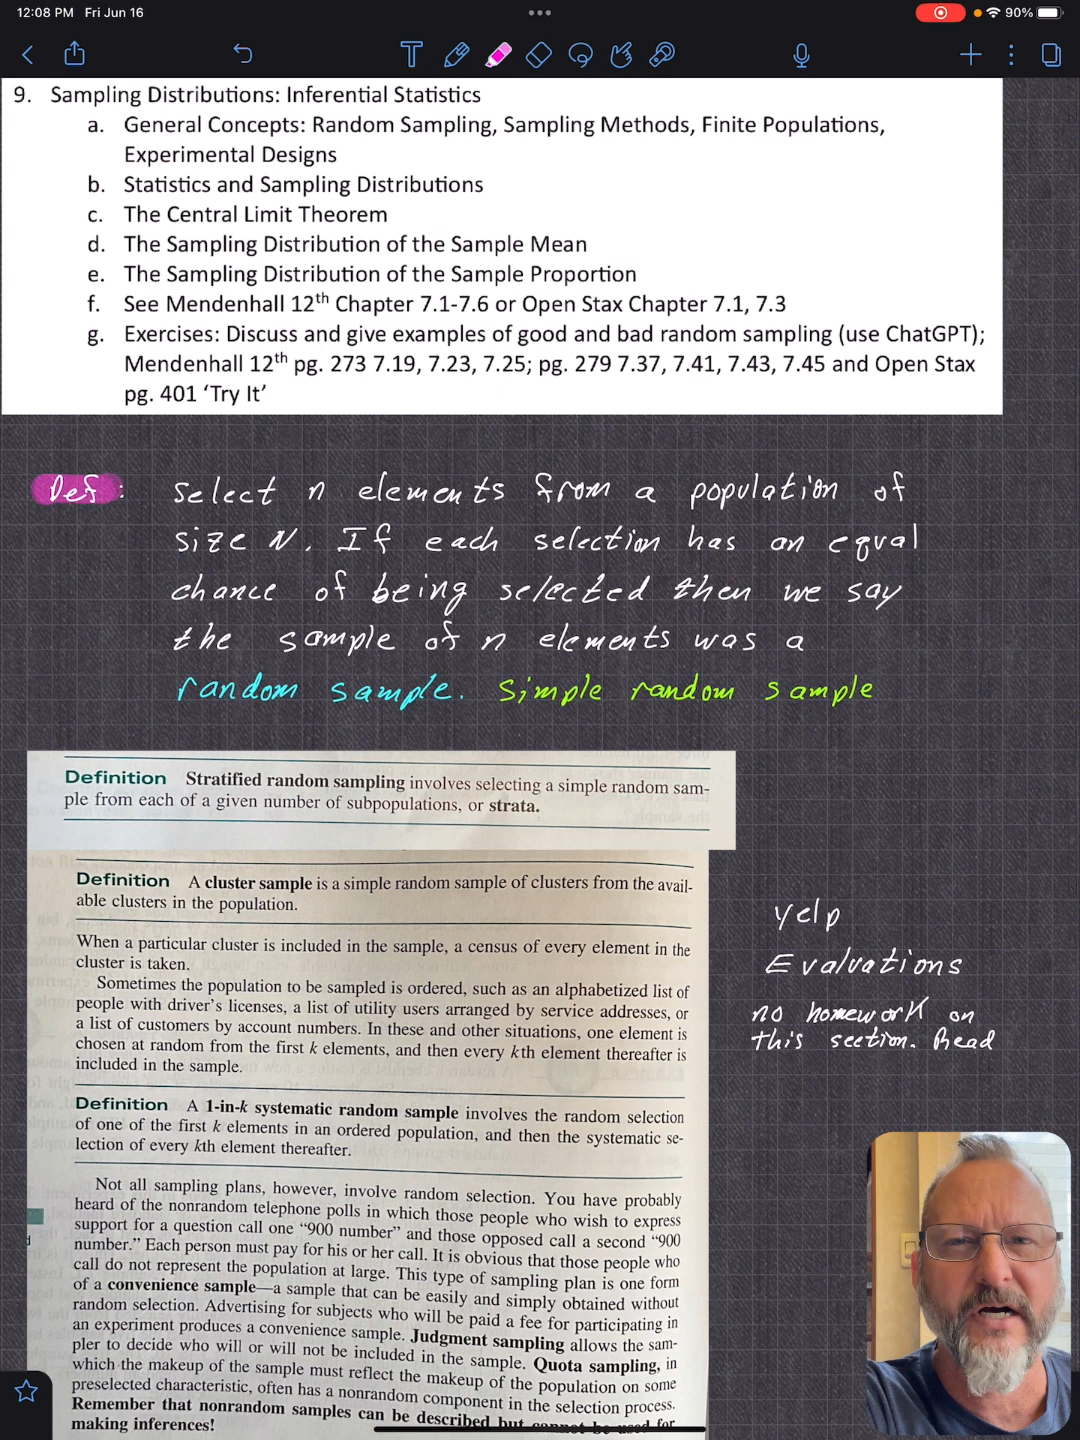 12:08 PM Fri Jun 16
90%
9. Sampling Distributions: Inferential Statistics
a. General Concepts: Random Sampling, Sampling Methods, Finite Populations,
Experimental Designs
b. Statistics and Sampling Distributions
c. The Central Limit Theorem
d. The Sampling Distribution of the Sample Mean
e. The Sampling Distribution of the Sample Proportion
f. See Mendenhall 12th Chapter 7.1-7.6 or Open Stax Chapter 7.1, 7.3
g. Exercises: Discuss and give examples of good and bad random sampling (use ChatGPT);
Mendenhall 12th pg. 273 7.19, 7.23, 7.25; pg. 279 7.37, 7.41, 7.43, 7.45 and Open Stax
pg. 401 ‘Try It’
Def: Select n elements from a population of
size N. If each selection has an equal
chance of being selected then we say
the sample of n elements was a
random sample. Simple random sample
Definition Stratified random sampling involves selecting a simple random sam-
ple from each of a given number of subpopulations, or strata.
Definition A cluster sample is a simple random sample of clusters from the avail-
able clusters in the population.
When a particular cluster is included in the sample, a census of every element in the
cluster is taken.
Sometimes the population to be sampled is ordered, such as an alphabetized list of
people with driver's licenses, a list of utility users arranged by service addresses, or
a list of customers by account numbers. In these and other situations, one element is
chosen at random from the first k elements, and then every kth element thereafter is
included in the sample.
Definition A 1-in-k systematic random sample involves the random selection
of one of the first k elements in an ordered population, and then the systematic se-
lection of every kth element thereafter.
Not all sampling plans, however, involve random selection. You have probably
heard of the nonrandom telephone polls in which those people who wish to express
support for a question call one “900 number” and those opposed call a second “900
number.” Each person must pay for his or her call. It is obvious that those people who
call do not represent the population at large. This type of sampling plan is one form
of a convenience sample—a sample that can be easily and simply obtained without
random selection. Advertising for subjects who will be paid a fee for participating in
an experiment produces a convenience sample. Judgment sampling allows the sam-
pler to decide who will or will not be included in the sample. Quota sampling, in
which the makeup of the sample must reflect the makeup of the population on some
preselected characteristic, often has a nonrandom component in the selection process.
Remember that nonrandom samples can be described but cannot be used for
making inferences!
yelp
Evaluations
no homework on
this section. Read